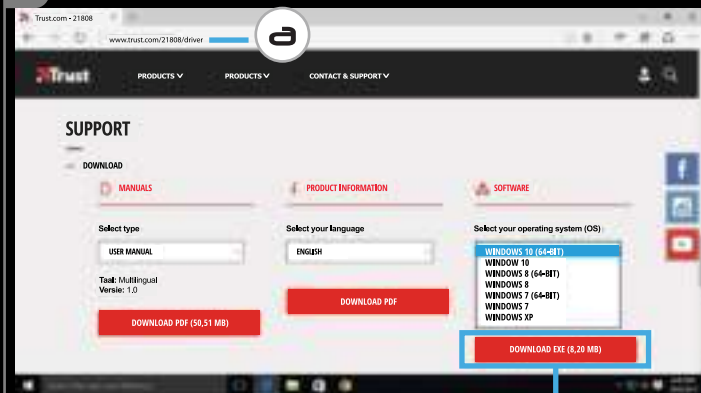 Trust.com - 21808
www.trust.com/21808/driver
a
Trust
PRODUCTS
PRODUCTS
CONTACT & SUPPORT
SUPPORT
DOWNLOAD
MANUALS
PRODUCT INFORMATION
SOFTWARE
Select type
Select your language
Select your operating system (OS)
USER MANUAL
ENGLISH
WINDOWS 10 (64-BIT)
WINDOW 10
WINDOWS 8 (64-BIT)
WINDOWS 8
WINDOWS 7 (64-BIT)
WINDOWS 7
WINDOWS XP
Taal: Multilingual
Versie: 1.0
DOWNLOAD PDF (50,51 MB)
DOWNLOAD PDF
DOWNLOAD EXE (8,20 MB)